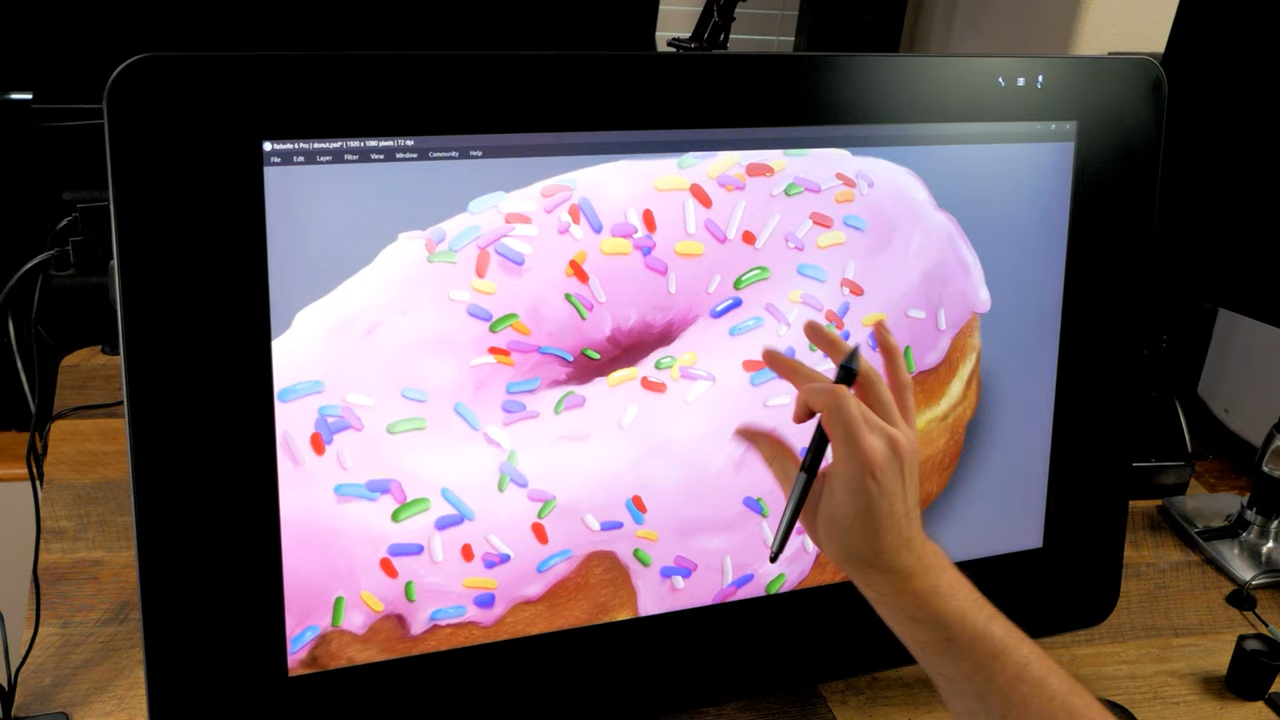 Rebelle 6 Pro | donut.psd* | 1920 x 1080 pixels | 72 dpi
File Edit Layer Filter View Window Community Help